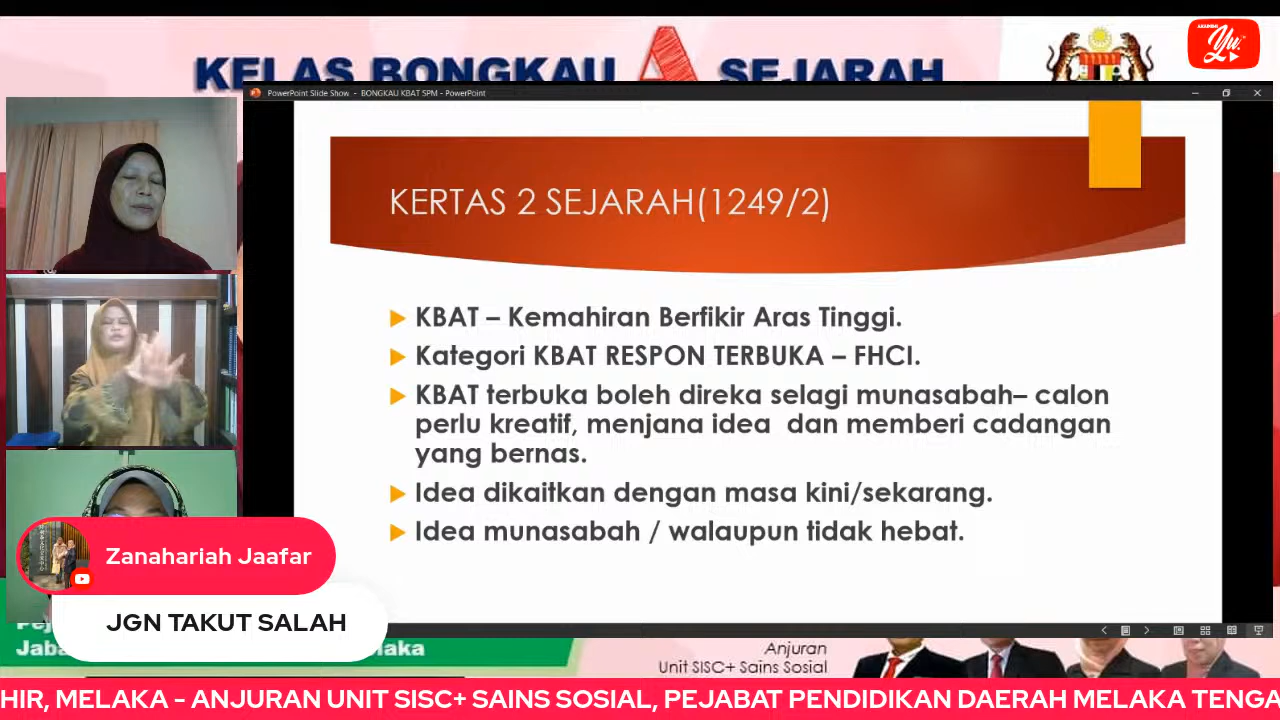 KELAS BONGKAU A SEJARAH
AKADEMI
Yu
PowerPoint Slide Show - BONGKAU KBAT SPM - PowerPoint
KERTAS 2 SEJARAH(1249/2)
KBAT – Kemahiran Berfikir Aras Tinggi.
Kategori KBAT RESPON TERBUKA – FHCI.
KBAT terbuka boleh direka selagi munasabah– calon
perlu kreatif, menjana idea dan memberi cadangan
yang bernas.
Idea dikaitkan dengan masa kini/sekarang.
Idea munasabah / walaupun tidak hebat.
Zanahariah Jaafar
JGN TAKUT SALAH
Anjuran
Unit SISC+ Sains Sosial
HIR, MELAKA - ANJURAN UNIT SISC+ SAINS SOSIAL, PEJABAT PENDIDIKAN DAERAH MELAKA TENGA